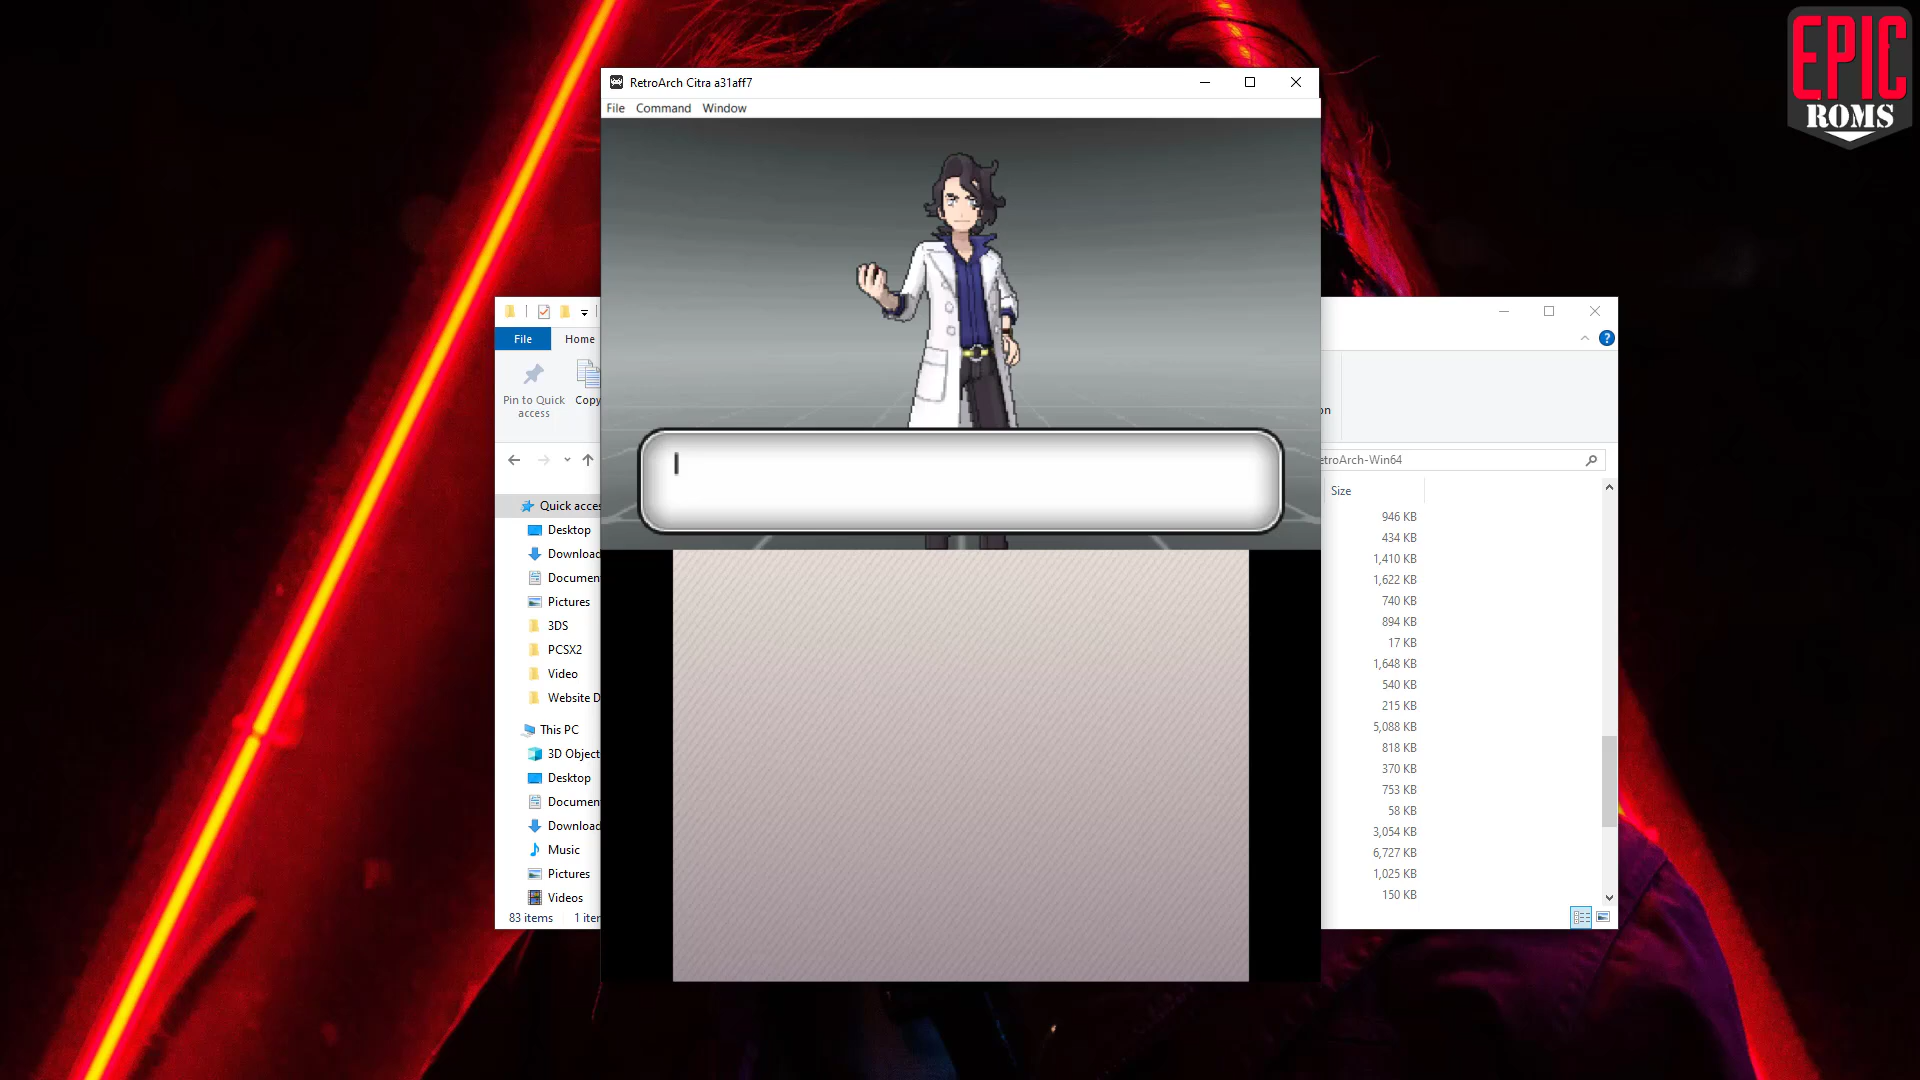 EPIC
ROMS
RetroArch Citra a31aff7
File Command Window
File Home
Pin to Quick
access
Copy
on
troArch-Win64
Size
Quick acces
Desktop
Download
Documen
Pictures
3DS
PCSX2
Video
Website D
This PC
3D Object
Desktop
Documen
Download
Music
Pictures
Videos
946 KB
434 KB
1,410 KB
1,622 KB
740 KB
894 KB
17 KB
1,648 KB
540 KB
215 KB
5,088 KB
818 KB
370 KB
753 KB
58 KB
3,054 KB
6,727 KB
1,025 KB
150 KB
83 items 1 iter